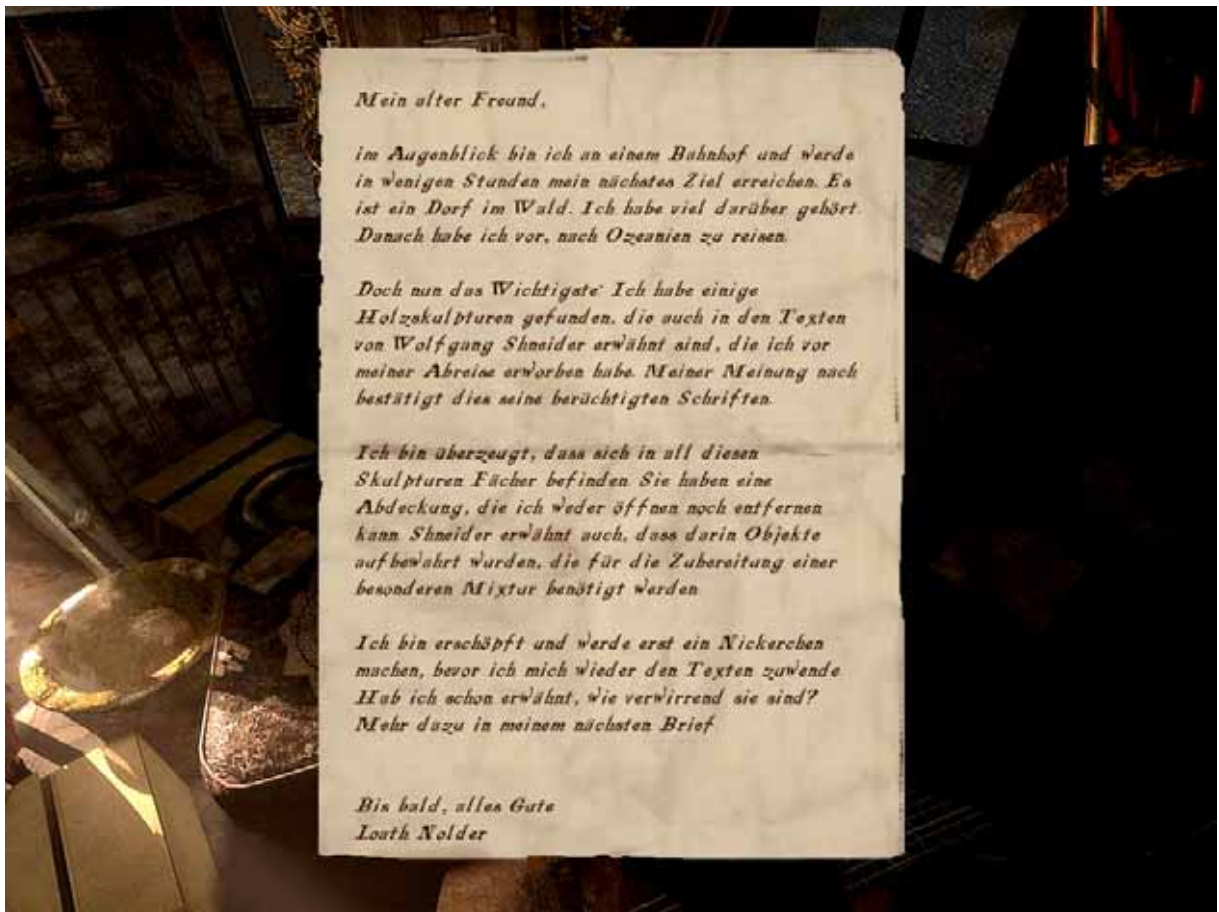 Mein alter Freund,
im Augenblick bin ich an einem Bahnhof und werde
in wenigen Stunden mein nächstes Ziel erreichen. Es
ist ein Dorf im Wald. Ich habe viel darüber gehört.
Danach habe ich vor, nach Ozeanien zu reisen.
Doch nun das Wichtigste: Ich habe einige
Holzskulpturen gefunden, die auch in den Texten
von Wolfgang Shneider erwähnt sind, die ich vor
meiner Abreise erworben habe. Meiner Meinung nach
bestätigt dies seine berüchtigten Schriften.
Ich bin überzeugt, dass sich in all diesen
Skulpturen Fächer befinden. Sie haben eine
Abdeckung, die ich weder öffnen noch entfernen
kann. Shneider erwähnt auch, dass darin Objekte
aufbewahrt wurden, die für die Zubereitung einer
besonderen Mixtur benötigt werden.
Ich bin erschöpft und werde erst ein Nickerchen
machen, bevor ich mich wieder den Texten zuwende.
Hab ich schon erwähnt, wie verwirrend sie sind?
Mehr dazu in meinem nächsten Brief.
Bis bald, alles Gute
Loath Nolder